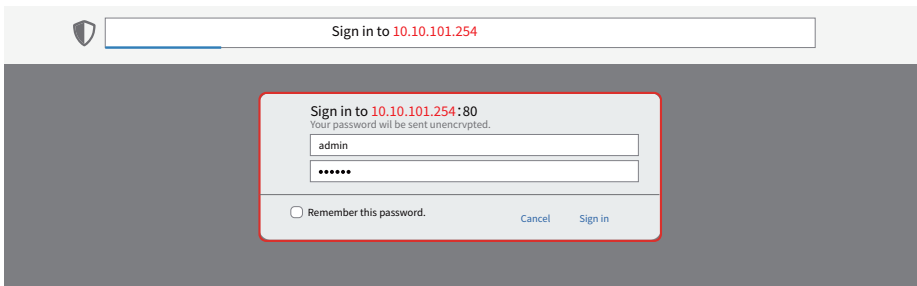 Sign in to 10.10.101.254
Sign in to 10.10.101.254:80
Your password wil be sent unencrvpted.
admin
••••••
Remember this password.
Cancel Sign in